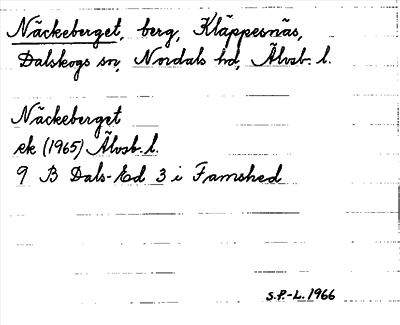 Näckeberget, berg, Kläppesnäs,
Dalskogs sn, Nordals hd, Älvsb. l.
Näckeberget
ek (1965) Älvsb. l.
9 B Dals-Ed 3 i Famshed
S.P.-L. 1966